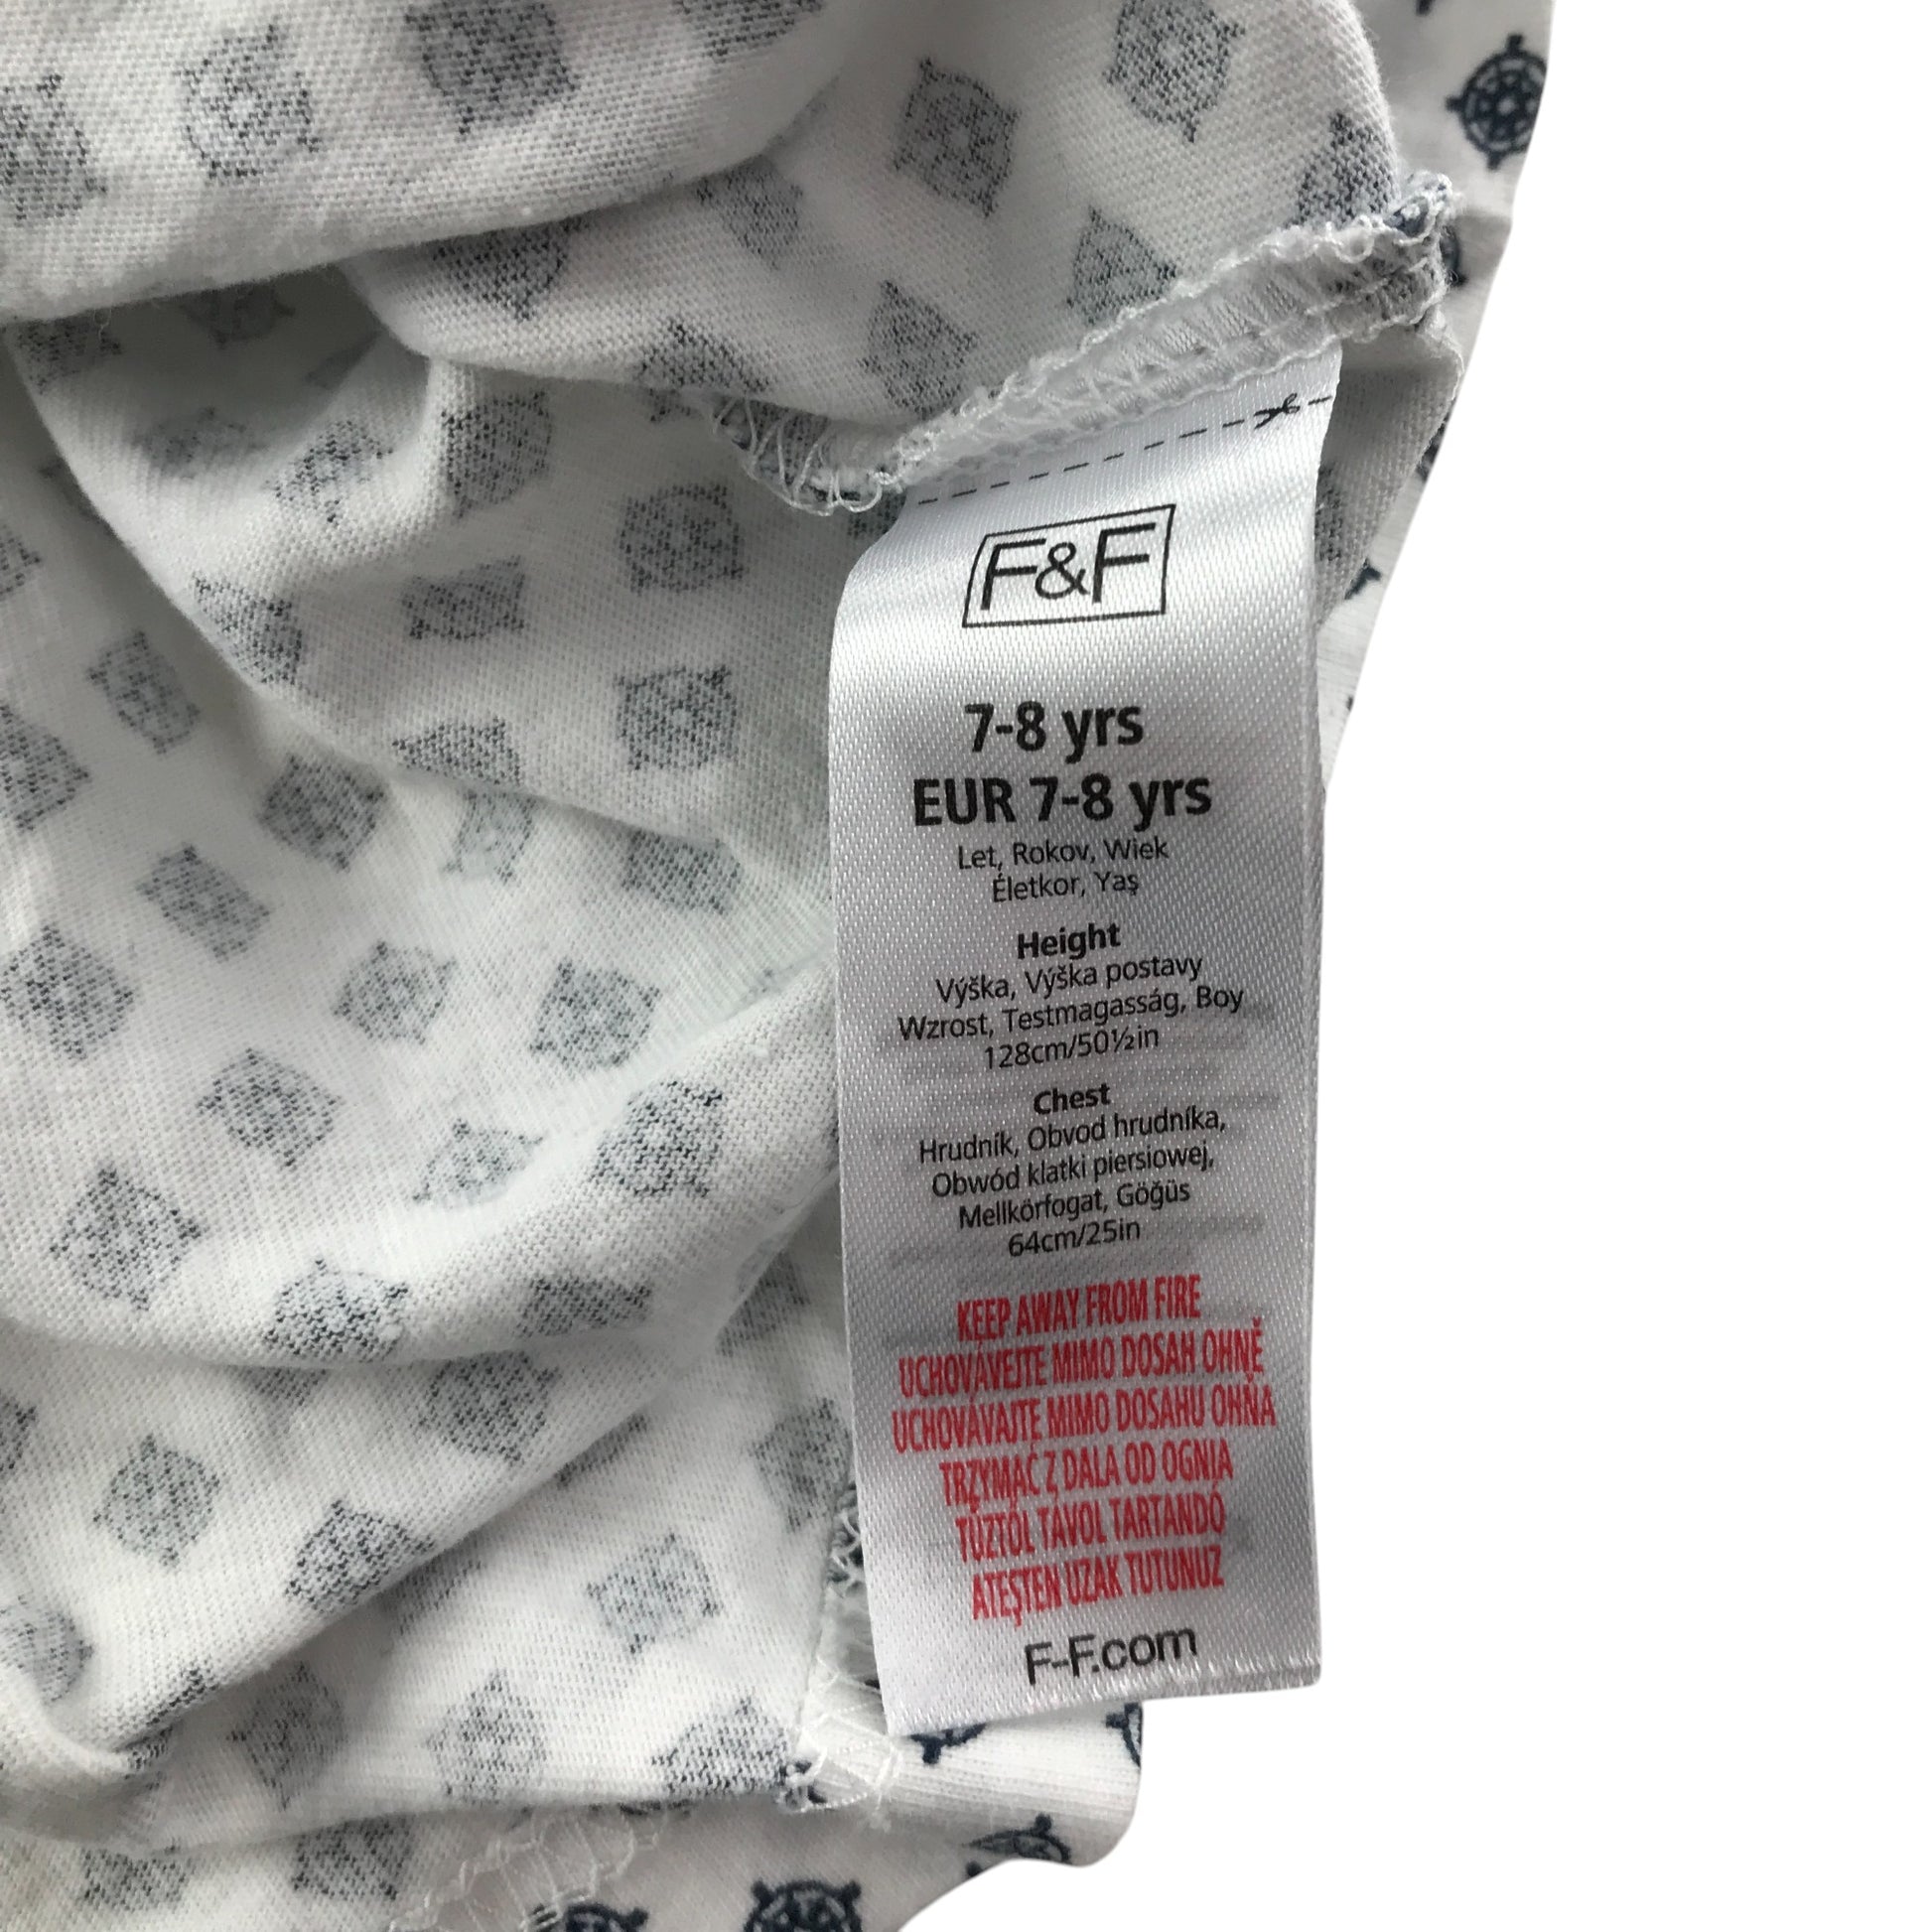 F&F
7-8 yrs
EUR 7-8 yrs
Let, Rokov, Wiek
Életkor, Yaş
Height
Výška, Výška postavy
Wzrost, Testmagasság, Boy
128cm/50½in
Chest
Hrudník, Obvod hrudníka,
Obwód klatki piersiowej,
Mellkörfogat, Göğüs
64cm/25in
KEEP AWAY FROM FIRE
UCHOVÁVEJTE MIMO DOSAH OHNĚ
UCHOVÁVAJTE MIMO DOSAHU OHŇA
TRZYMAĆ Z DALA OD OGNIA
TŰZTŐL TÁVOL TARTANDÓ
ATEŞTEN UZAK TUTUNUZ
F-F.com